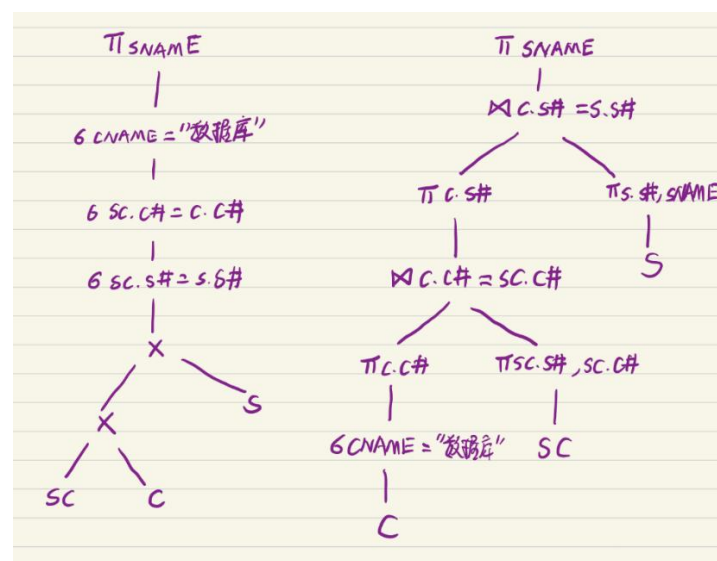 π SNAME
σ CNAME = "数据库"
σ SC.C# = C.C#
σ SC.S# = S.S#
×
×
S
SC
C
π SNAME
⋈ C.S# = S.S#
π C.S#
π S.S#, SNAME
S
⋈ C.C# = SC.C#
π C.C#
π SC.S#, SC.C#
σ CNAME = "数据库"
SC
C